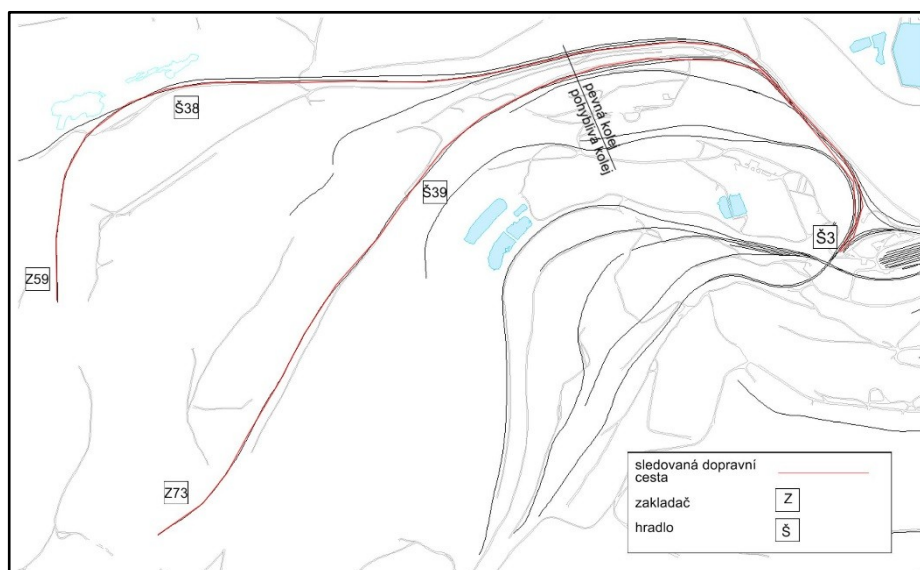 Š38
pevná kolej
pohyblivá kolej
Š39
Š3
Z59
Z73
sledovaná dopravní
cesta
zakladač
Z
hradlo
Š